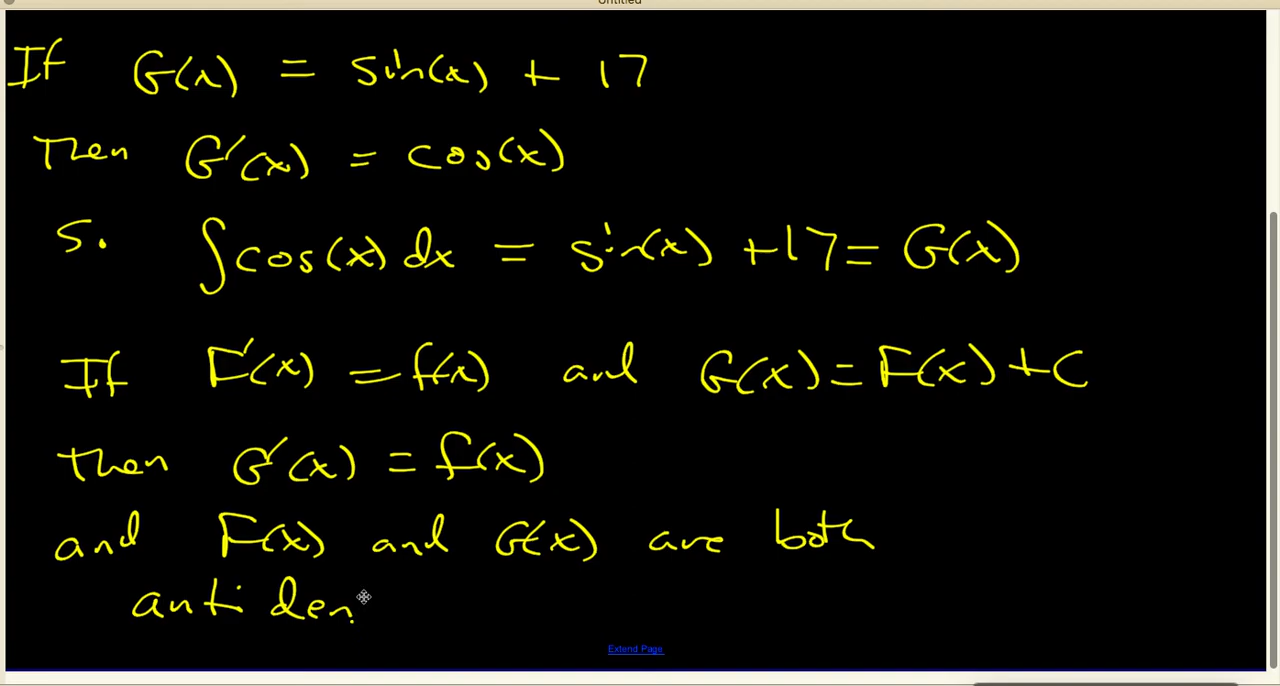 Untitled
If G(x) = sin(x) + 17
Then G'(x) = cos(x)
So ∫cos(x) dx = sin(x) + 17 = G(x)
If F'(x) = f(x) and G(x) = F(x) + C
then G'(x) = f(x)
and F(x) and G(x) are both
anti deri
Extend Page